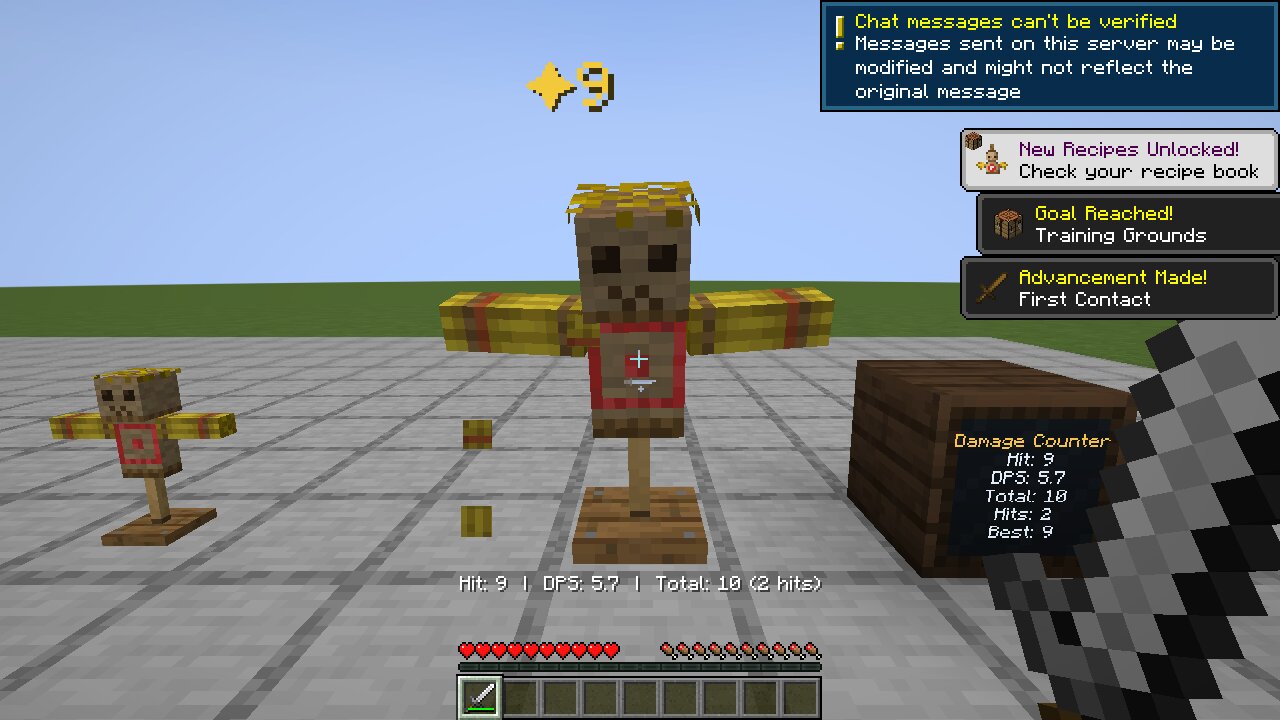 Chat messages can't be verified
Messages sent on this server may be
modified and might not reflect the
original message
9
New Recipes Unlocked!
Check your recipe book
Goal Reached!
Training Grounds
Advancement Made!
First Contact
Damage Counter
Hit: 9
DPS: 5.7
Total: 10
Hits: 2
Best: 9
Hit: 9 | DPS: 5.7 | Total: 10 (2 hits)